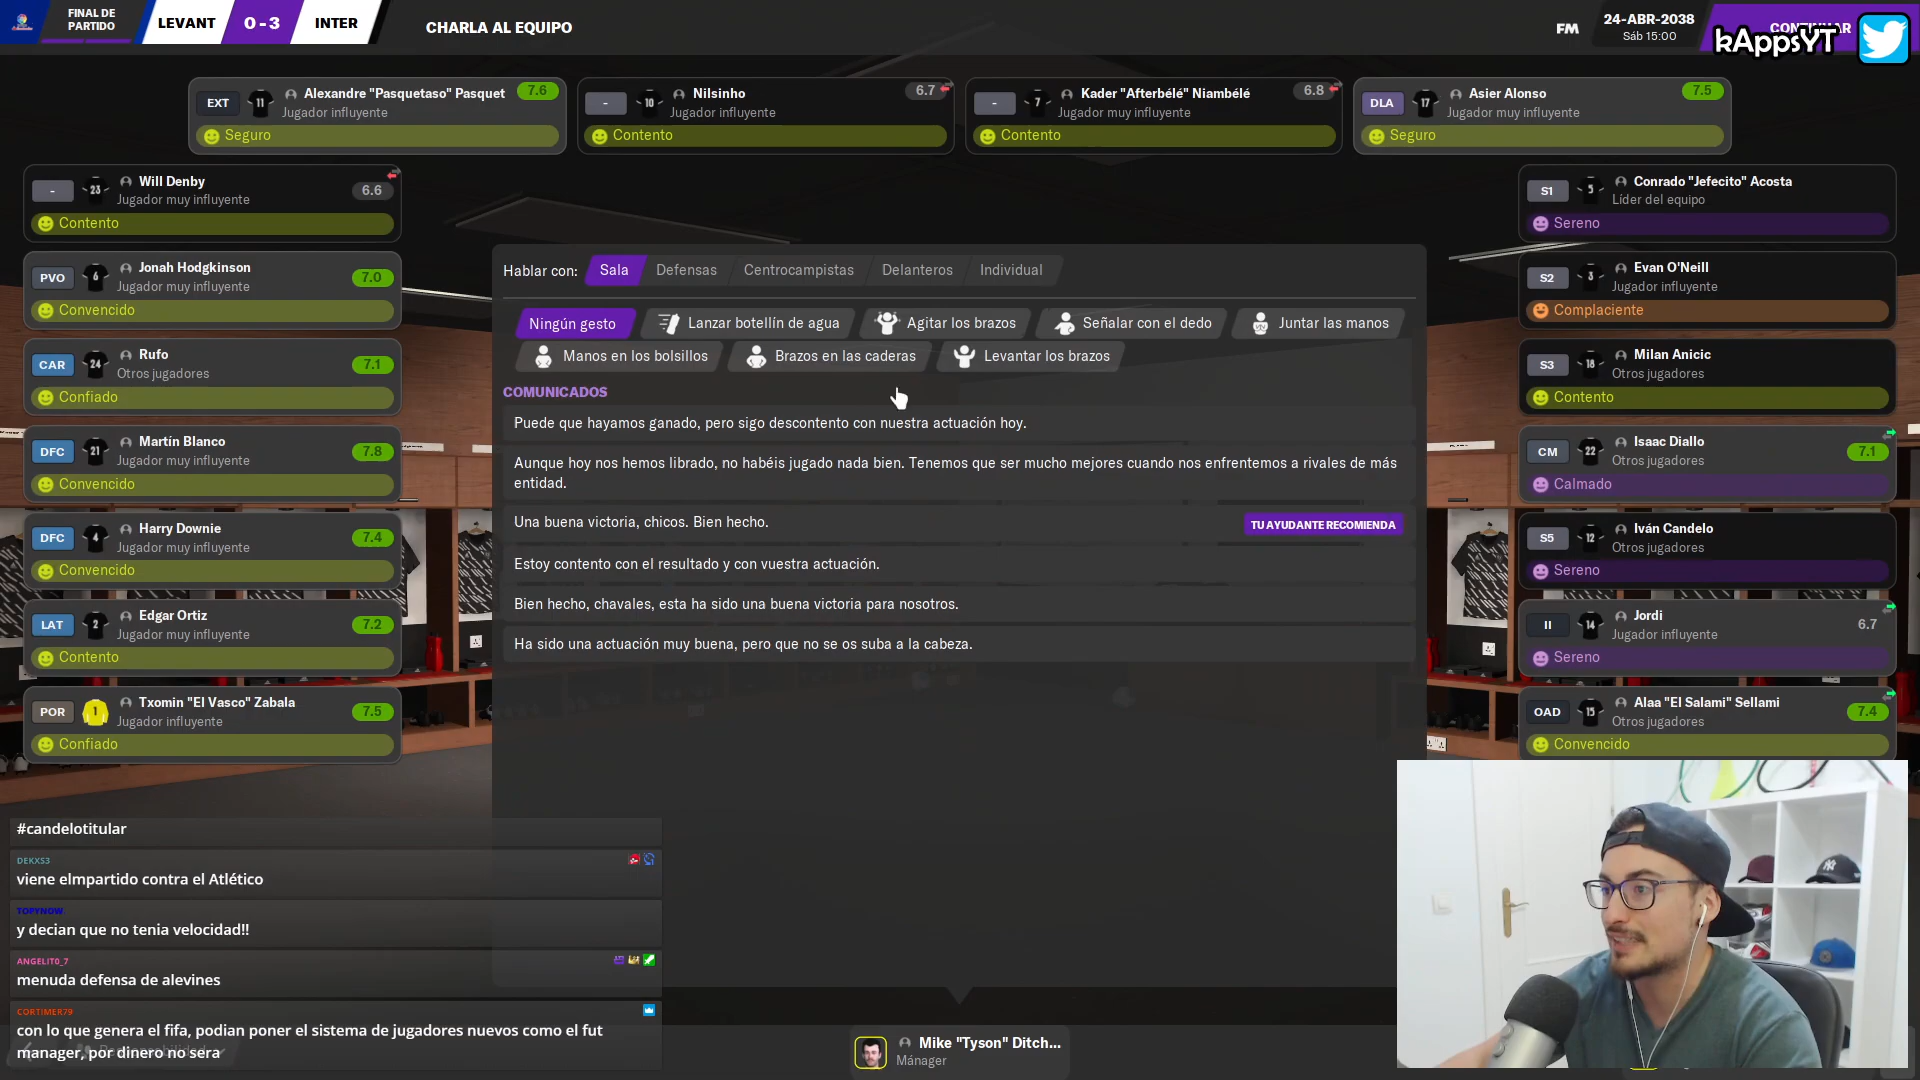 FINAL DE
PARTIDO
LEVANT
0 - 3
INTER
CHARLA AL EQUIPO
FM
24-ABR-2038
Sáb 15:00
kAppsYT
EXT
11
Alexandre "Pasquetaso" Pasquet
7.6
Jugador influyente
Seguro
-
10
Nilsinho
6.7
Jugador influyente
Contento
-
7
Kader "Afterbélé" Niambélé
6.8
Jugador muy influyente
Contento
DLA
17
Asier Alonso
7.5
Jugador muy influyente
Seguro
-
23
Will Denby
6.6
Jugador muy influyente
Contento
PVO
6
Jonah Hodgkinson
7.0
Jugador muy influyente
Convencido
CAR
24
Rufo
7.1
Otros jugadores
Confiado
DFC
21
Martín Blanco
7.8
Jugador muy influyente
Convencido
DFC
4
Harry Downie
7.4
Jugador muy influyente
Convencido
LAT
2
Edgar Ortiz
7.2
Jugador muy influyente
Contento
POR
1
Txomin "El Vasco" Zabala
7.5
Jugador influyente
Confiado
Hablar con:
Sala
Defensas
Centrocampistas
Delanteros
Individual
Ningún gesto
Lanzar botellín de agua
Agitar los brazos
Señalar con el dedo
Juntar las manos
Manos en los bolsillos
Brazos en las caderas
Levantar los brazos
COMUNICADOS
Puede que hayamos ganado, pero sigo descontento con nuestra actuación hoy.
Aunque hoy nos hemos librado, no habéis jugado nada bien. Tenemos que ser mucho mejores cuando nos enfrentemos a rivales de más
entidad.
Una buena victoria, chicos. Bien hecho.
TU AYUDANTE RECOMIENDA
Estoy contento con el resultado y con vuestra actuación.
Bien hecho, chavales, esta ha sido una buena victoria para nosotros.
Ha sido una actuación muy buena, pero que no se os suba a la cabeza.
S1
5
Conrado "Jefecito" Acosta
Líder del equipo
Sereno
S2
3
Evan O'Neill
Jugador influyente
Complaciente
S3
18
Milan Anicic
Otros jugadores
Contento
CM
22
Isaac Diallo
7.1
Otros jugadores
Calmado
S5
12
Iván Candelo
Otros jugadores
Sereno
II
14
Jordi
6.7
Jugador influyente
Sereno
OAD
15
Alaa "El Salami" Sellami
7.4
Otros jugadores
Convencido
#candelotitular
DEKXS3
viene elmpartido contra el Atlético
TOPYNOW
y decian que no tenia velocidad!!
ANGELIT0_7
menuda defensa de alevines
CORTIMER79
con lo que genera el fifa, podian poner el sistema de jugadores nuevos como el fut
manager, por dinero no sera
Mike "Tyson" Ditch...
Mánager